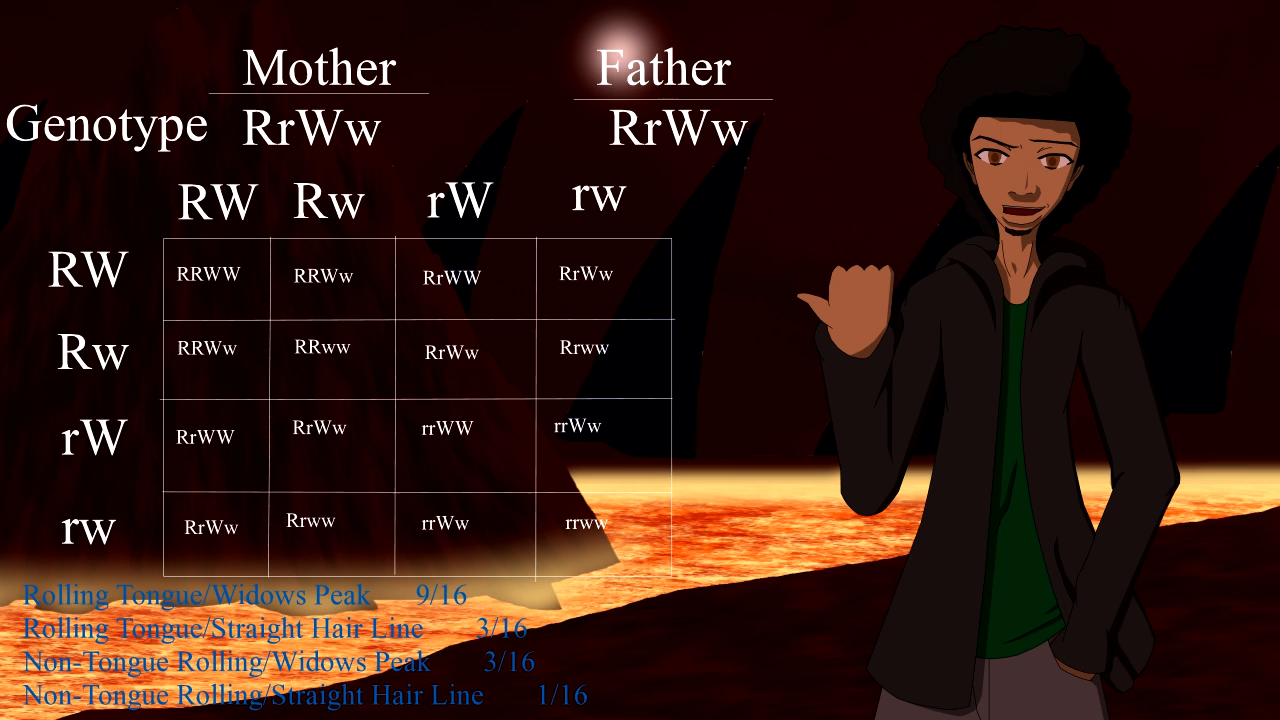 Mother Father
Genotype RrWw RrWw
RW Rw rW rw
RW RRWW RRWw RrWW RrWw
Rw RRWw RRww RrWw Rrww
rW RrWW RrWw rrWW rrWw
rw RrWw Rrww rrWw rrww
Rolling Tongue/Widows Peak 9/16
Rolling Tongue/Straight Hair Line 3/16
Non-Tongue Rolling/Widows Peak 3/16
Non-Tongue Rolling/Straight Hair Line 1/16